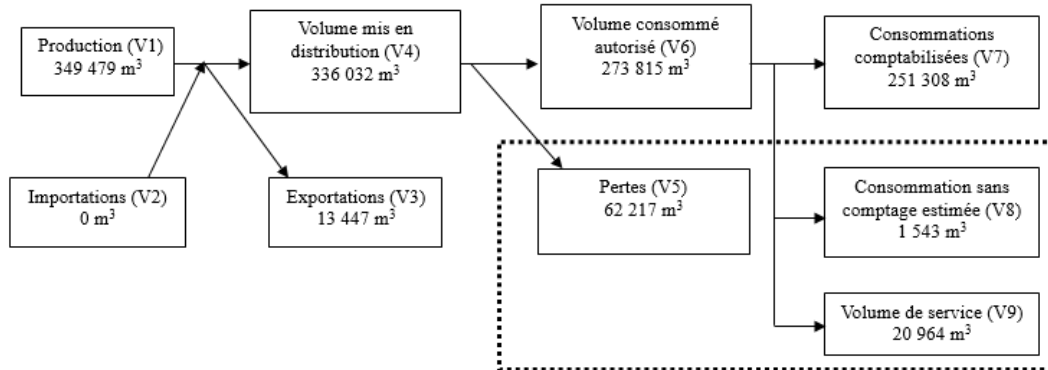 Production (V1)
349 479 m³
Volume mis en
distribution (V4)
336 032 m³
Volume consommé
autorisé (V6)
273 815 m³
Consommations
comptabilisées (V7)
251 308 m³
Importations (V2)
0 m³
Exportations (V3)
13 447 m³
Pertes (V5)
62 217 m³
Consommation sans
comptage estimée (V8)
1 543 m³
Volume de service (V9)
20 964 m³